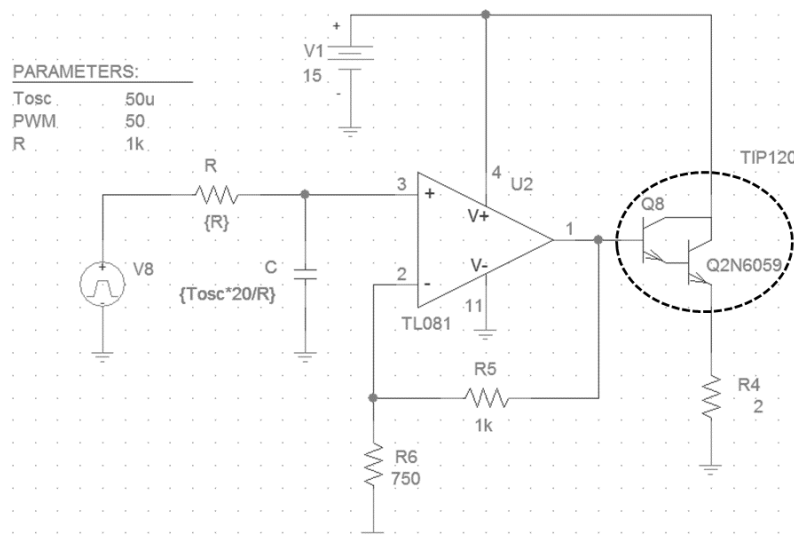 +
V1
15
-
PARAMETERS:
Tosc 50u
PWM 50
R 1k
TIP120
R
{R}
3
+
4
U2
V+
1
Q8
+
V8
-
C
{Tosc*20/R}
2
-
V-
11
TL081
Q2N6059
R5
1k
R4
2
R6
750